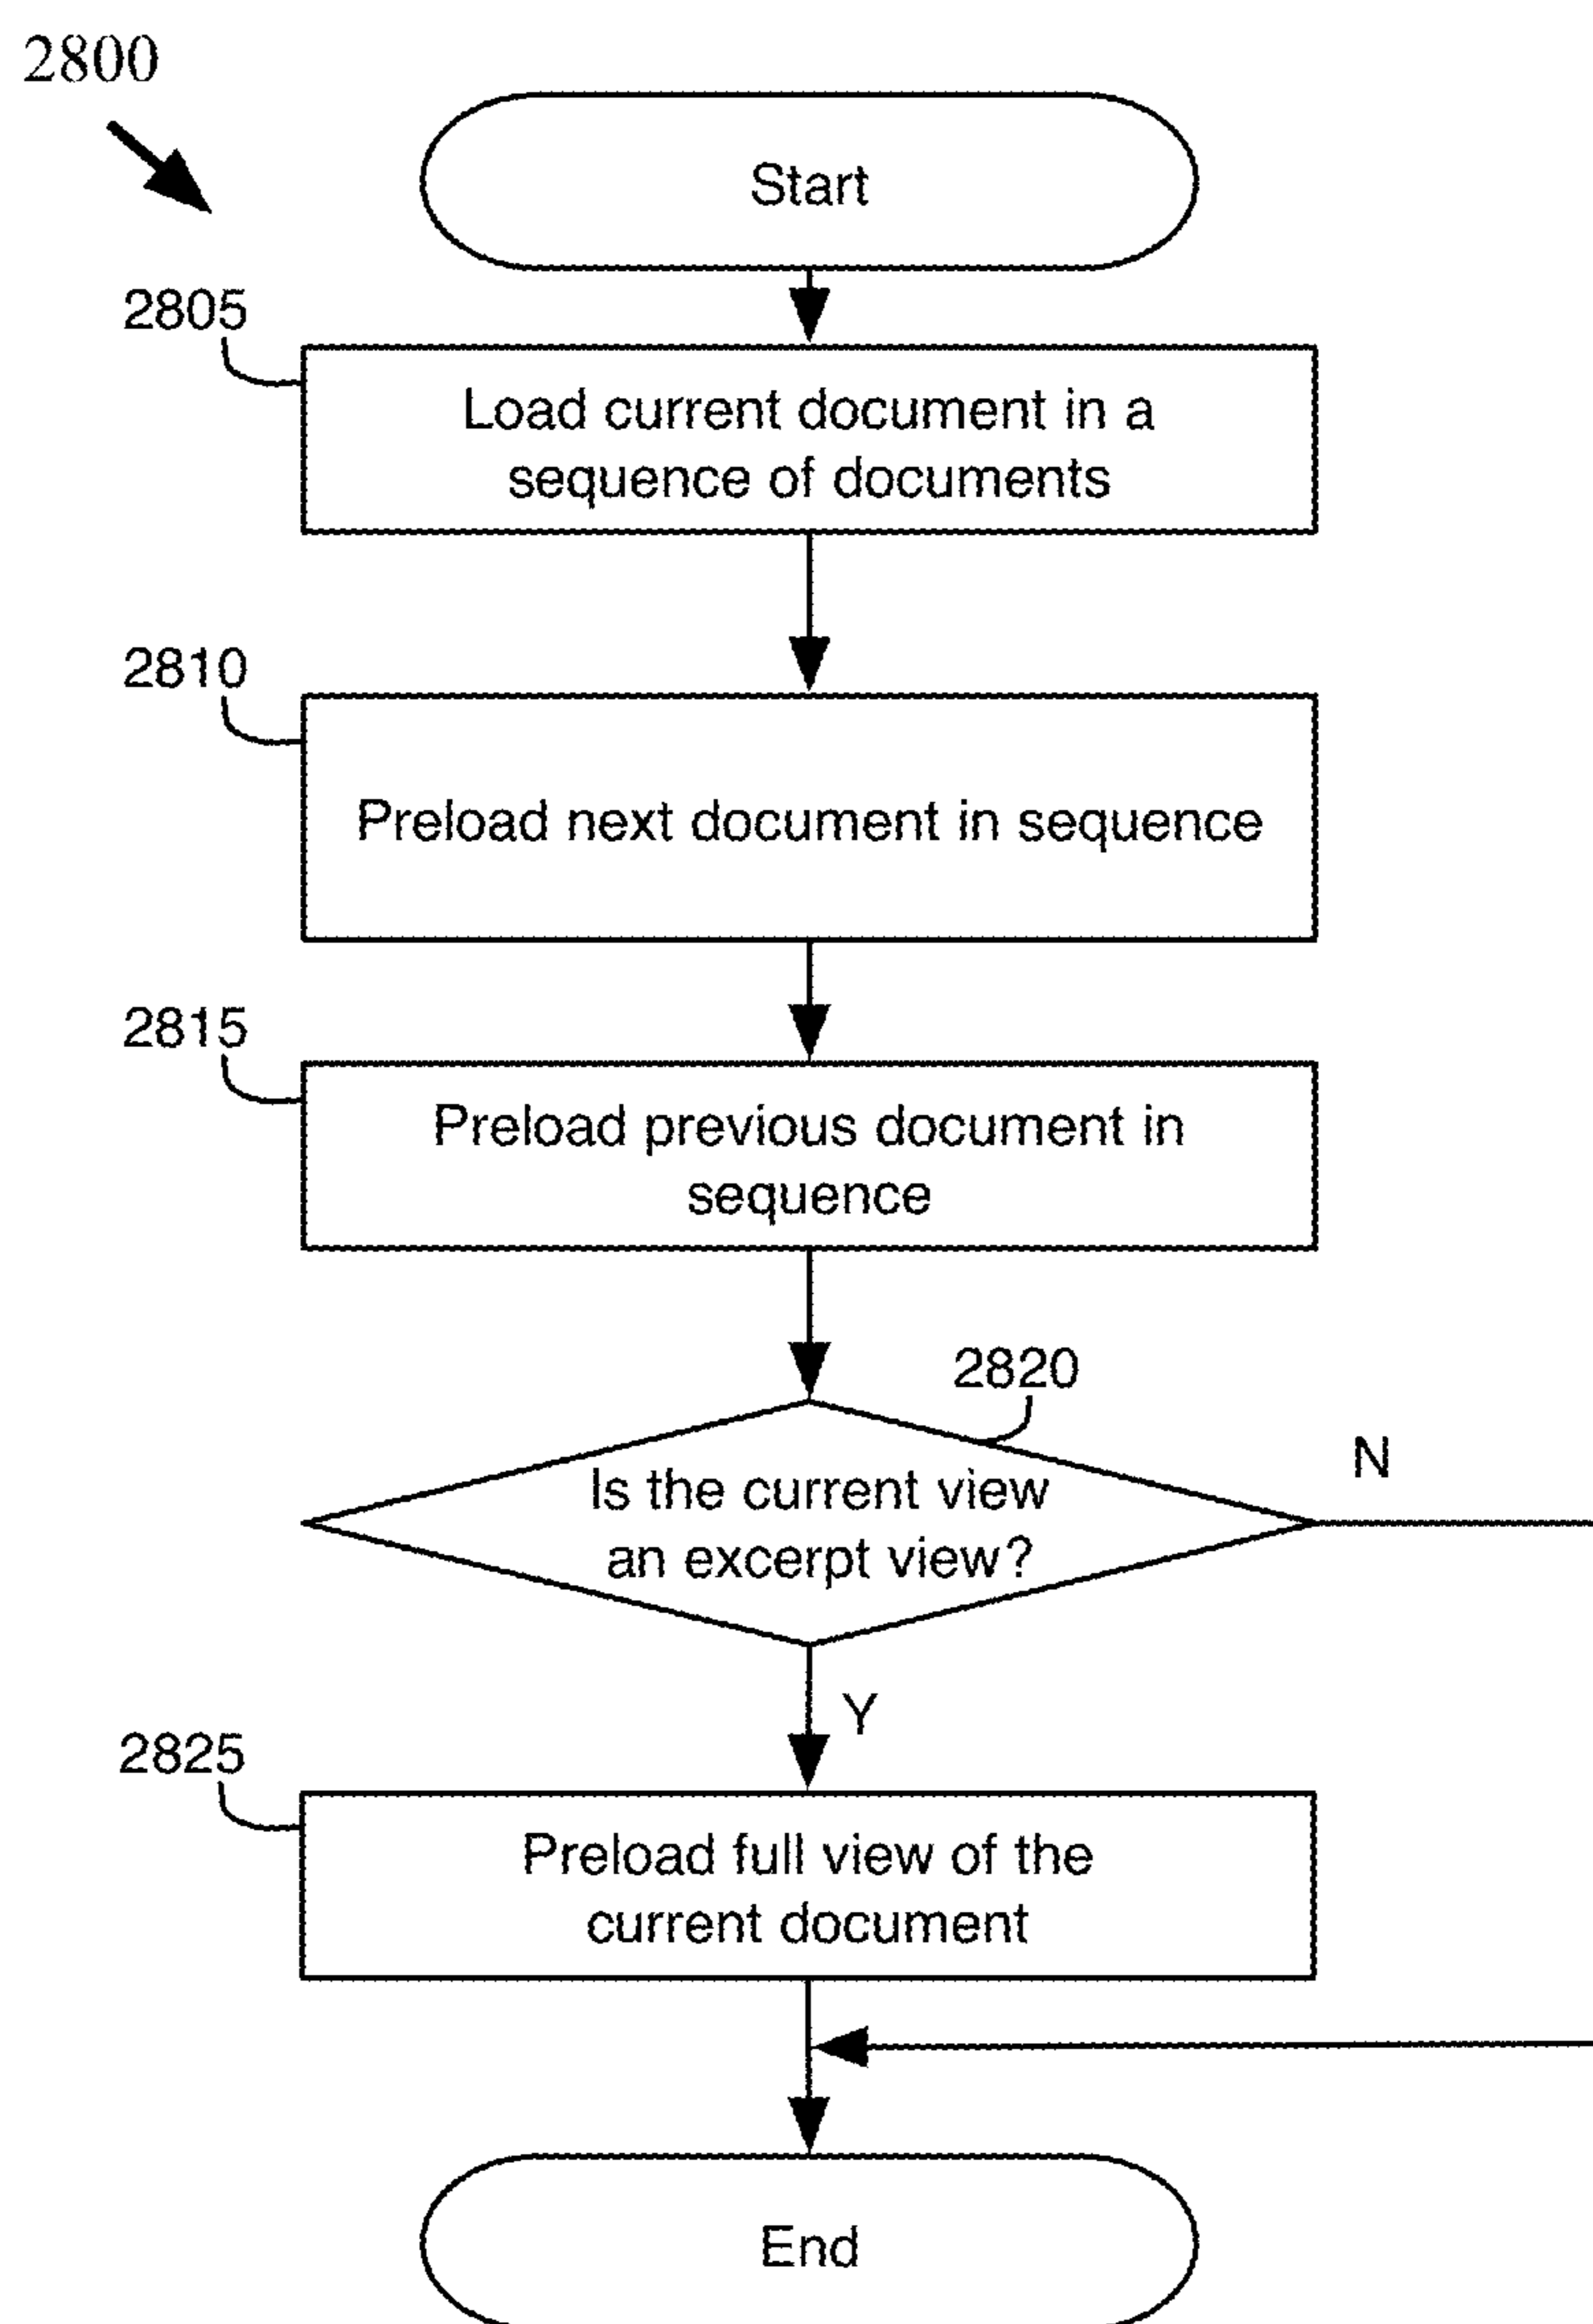 2800
Start
2805
Load current document in a
sequence of documents
2810
Preload next document in sequence
2815
Preload previous document in
sequence
2820
N
Is the current view
an excerpt view?
Y
2825
Preload full view of the
current document
End